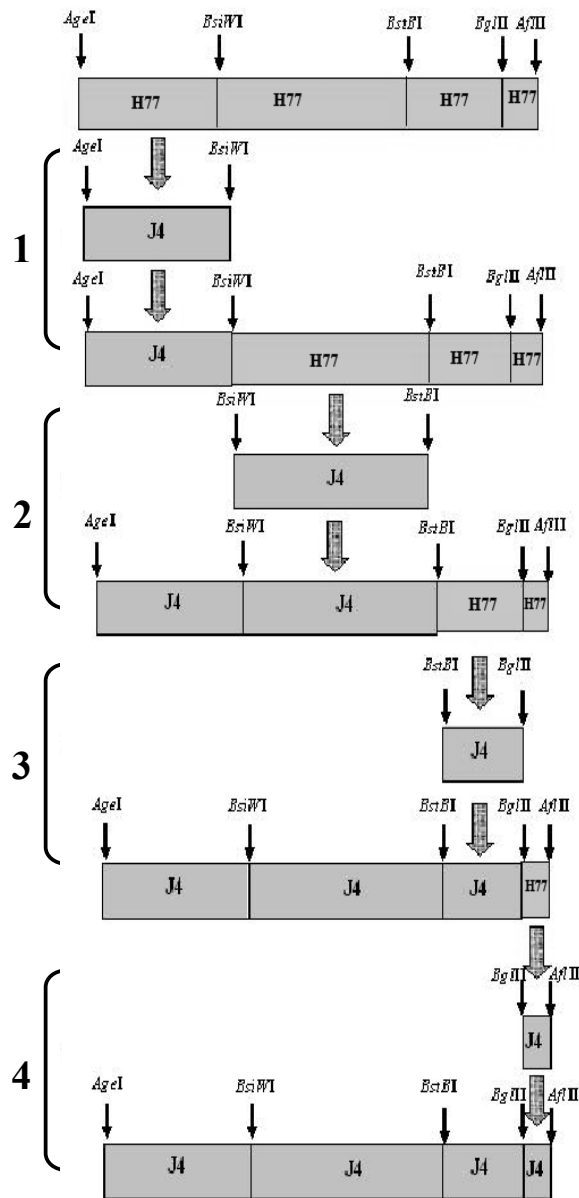 AgeI BsiWI BstBI BglII AflII
H77 H77 H77 H77
1
AgeI BsiWI
J4
AgeI BsiWI BstBI BglII AflII
J4 H77 H77 H77
2
BsiWI BstBI
J4
AgeI BsiWI BstBI BglII AflII
J4 J4 H77 H77
3
BstBI BglII
J4
AgeI BsiWI BstBI BglII AflII
J4 J4 J4 H77
4
BglII AflII
J4
AgeI BsiWI BstBI BglII AflII
J4 J4 J4 J4